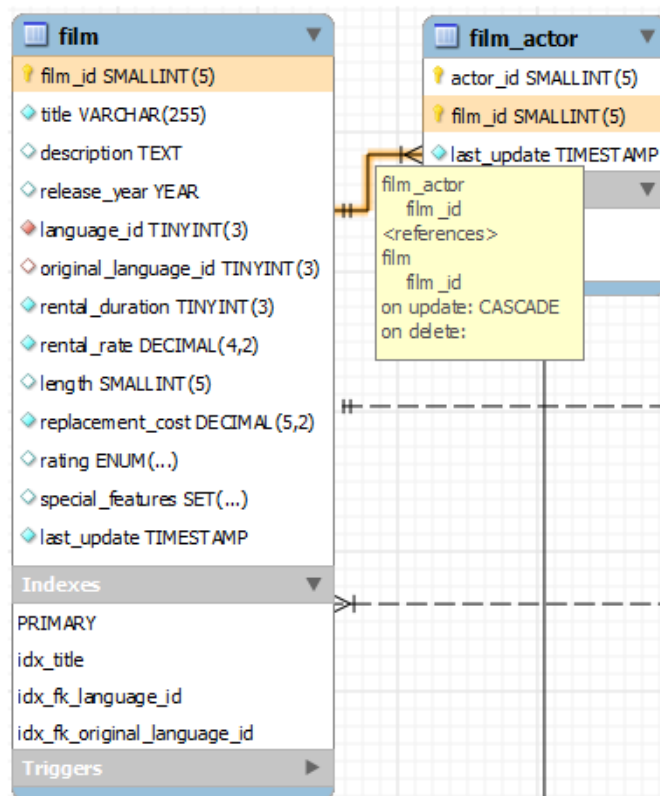 film
film_id SMALLINT(5)
title VARCHAR(255)
description TEXT
release_year YEAR
language_id TINYINT(3)
original_language_id TINYINT(3)
rental_duration TINYINT(3)
rental_rate DECIMAL(4,2)
length SMALLINT(5)
replacement_cost DECIMAL(5,2)
rating ENUM(...)
special_features SET(...)
last_update TIMESTAMP
Indexes
PRIMARY
idx_title
idx_fk_language_id
idx_fk_original_language_id
Triggers
film_actor
actor_id SMALLINT(5)
film_id SMALLINT(5)
last_update TIMESTAMP
film_actor
film_id
<references>
film
film_id
on update: CASCADE
on delete: